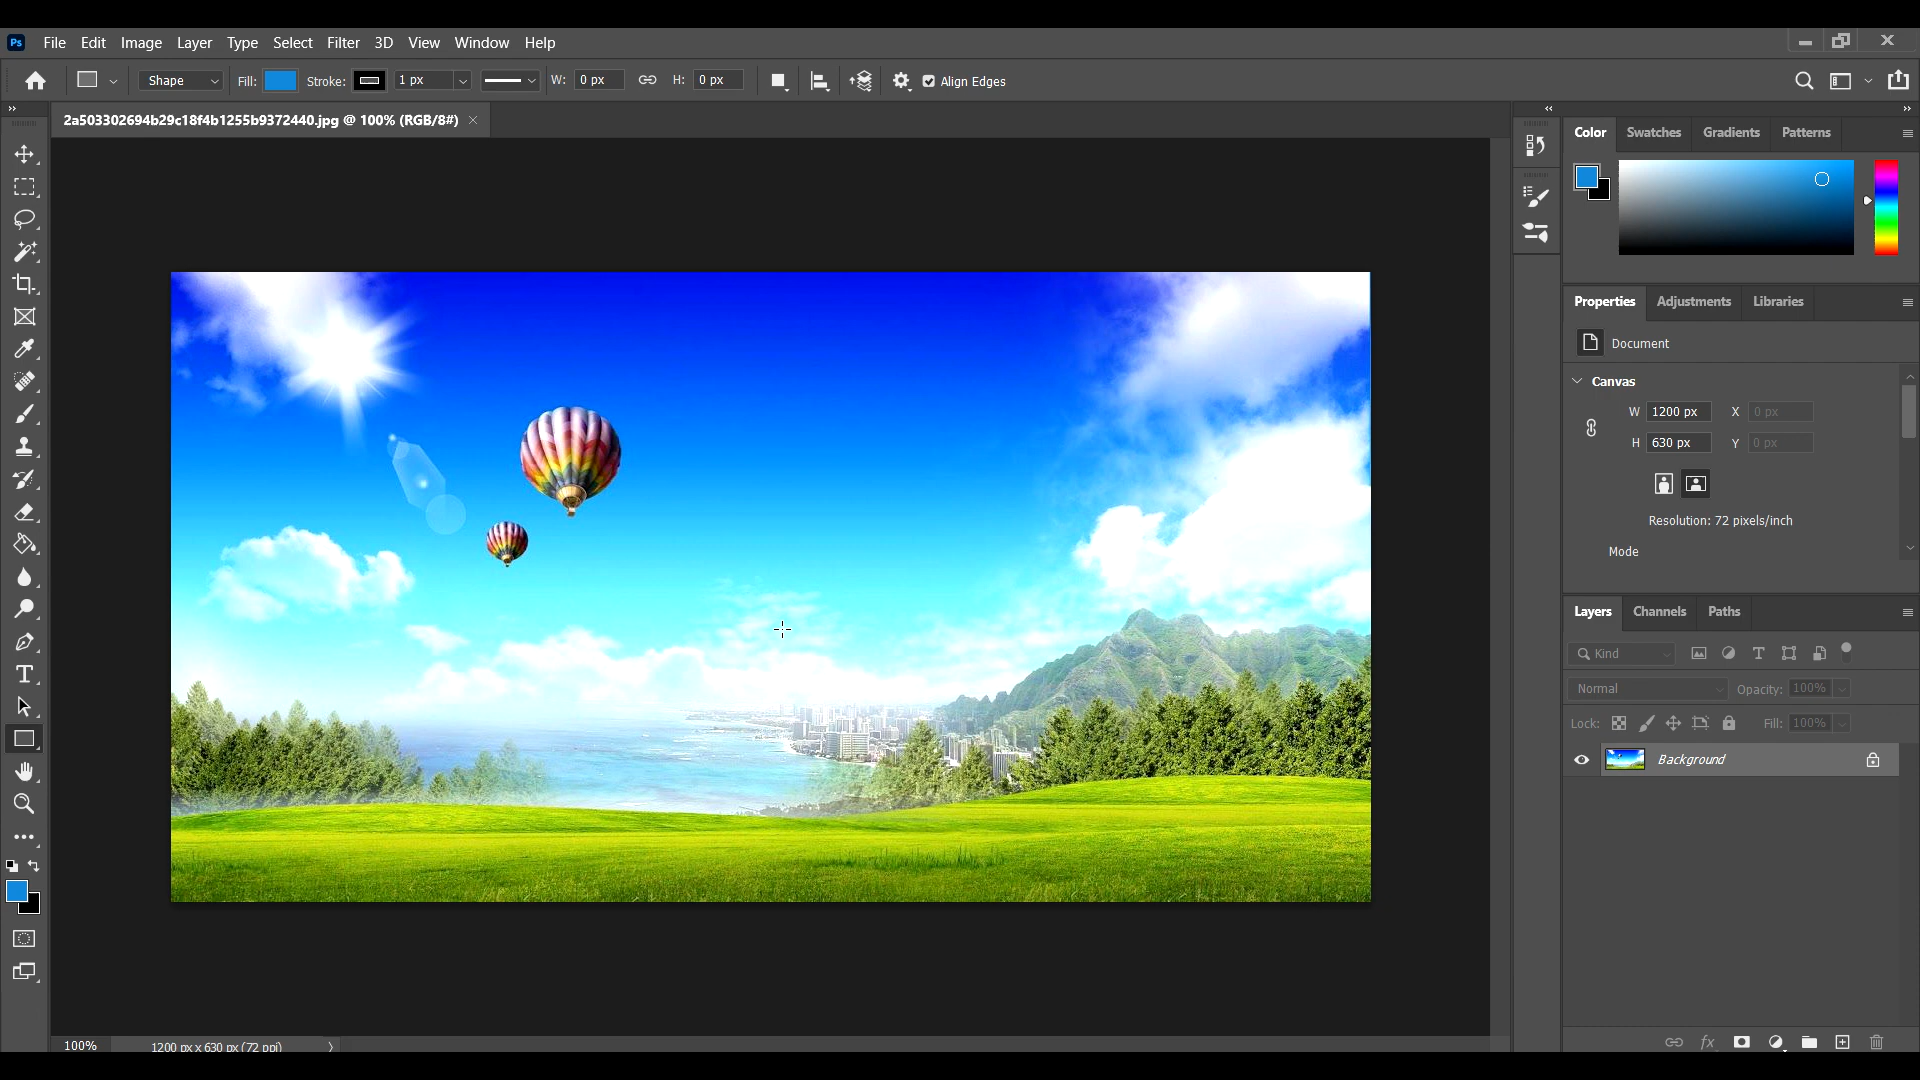 Ps File Edit Image Layer Type Select Filter 3D View Window Help
Shape Fill: Stroke: 1 px W: 0 px H: 0 px Align Edges
2a503302694b29c18f4b1255b9372440.jpg @ 100% (RGB/8#)
Color Swatches Gradients Patterns
Properties Adjustments Libraries
Document
Canvas
W 1200 px X 0 px
H 630 px Y 0 px
Resolution: 72 pixels/inch
Mode
Layers Channels Paths
Kind
Normal Opacity: 100%
Lock: Fill: 100%
Background
fx
100% 1200 px x 630 px (72 ppi)